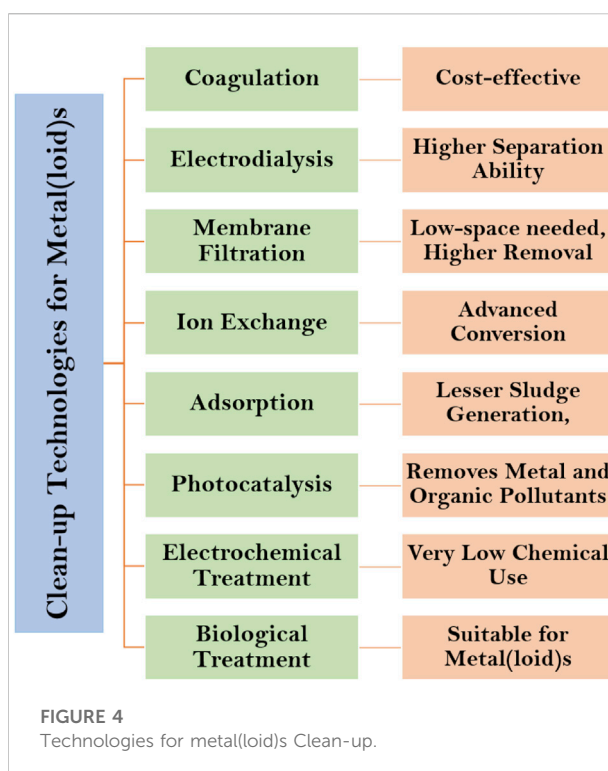 Clean-up Technologies for Metal(loid)s
Coagulation
Cost-effective
Electrodialysis
Higher Separation
Ability
Membrane
Filtration
Low-space needed,
Higher Removal
Ion Exchange
Advanced
Conversion
Adsorption
Lesser Sludge
Generation,
Photocatalysis
Removes Metal and
Organic Pollutants
Electrochemical
Treatment
Very Low Chemical
Use
Biological
Treatment
Suitable for
Metal(loid)s
FIGURE 4
Technologies for metal(loid)s Clean-up.